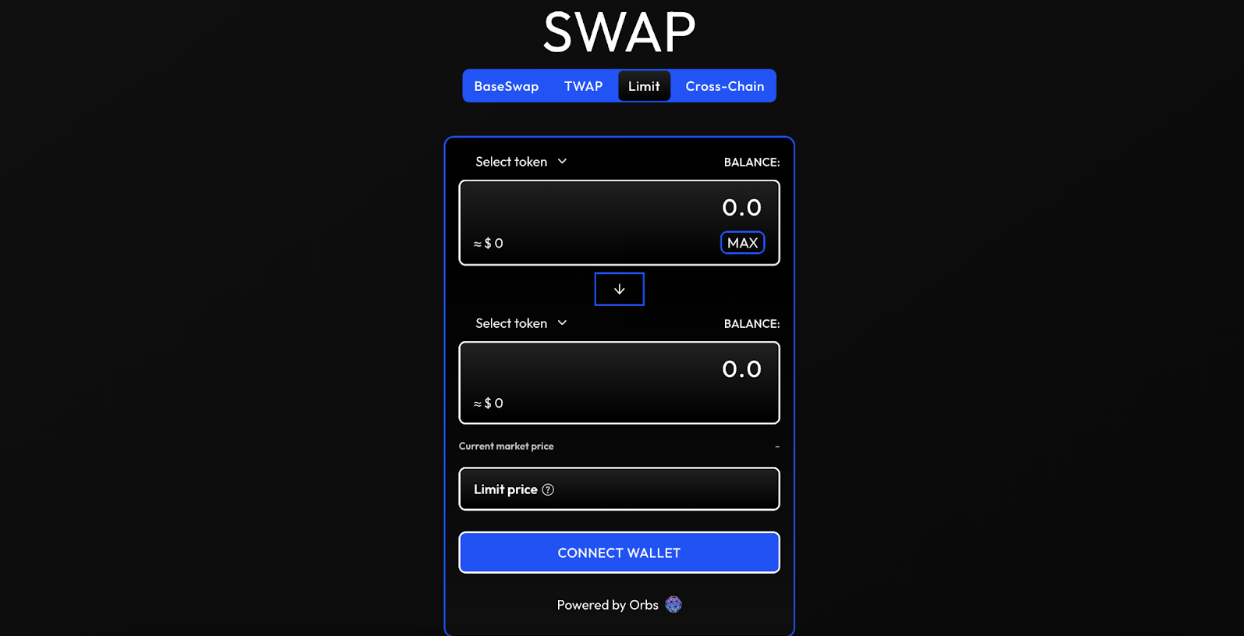 SWAP
BaseSwap TWAP Limit Cross-Chain
Select token BALANCE:
0.0
≈ $ 0 MAX
Select token BALANCE:
0.0
≈ $ 0
Current market price -
Limit price ?
CONNECT WALLET
Powered by Orbs